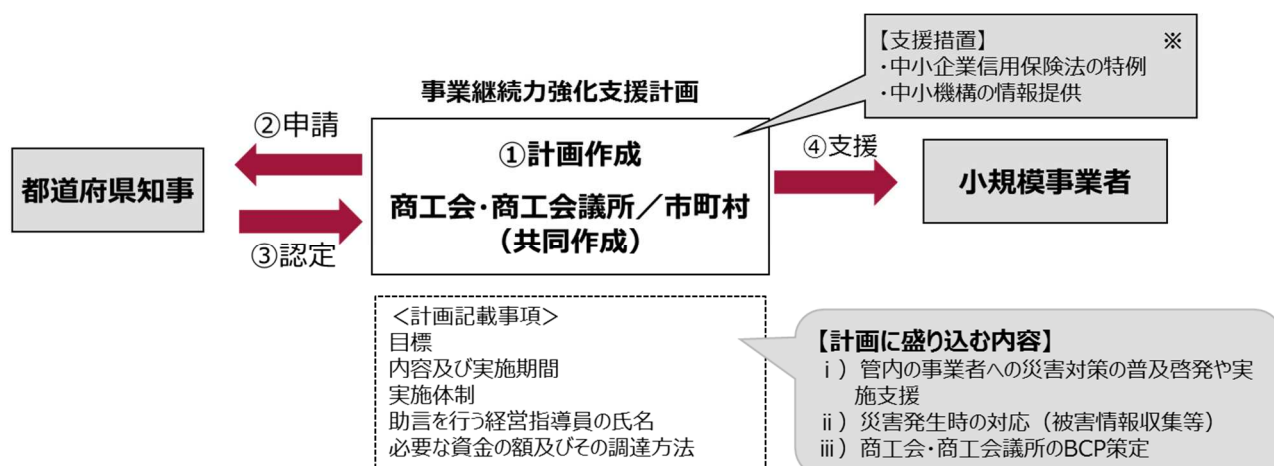 【支援措置】 ※
・中小企業信用保険法の特例
・中小機構の情報提供
事業継続力強化支援計画
②申請
①計画作成
④支援
都道府県知事
商工会・商工会議所／市町村
（共同作成）
小規模事業者
③認定
＜計画記載事項＞
目標
内容及び実施期間
実施体制
助言を行う経営指導員の氏名
必要な資金の額及びその調達方法
【計画に盛り込む内容】
ⅰ）管内の事業者への災害対策の普及啓発や実
施支援
ⅱ）災害発生時の対応（被害情報収集等）
ⅲ）商工会・商工会議所のBCP策定